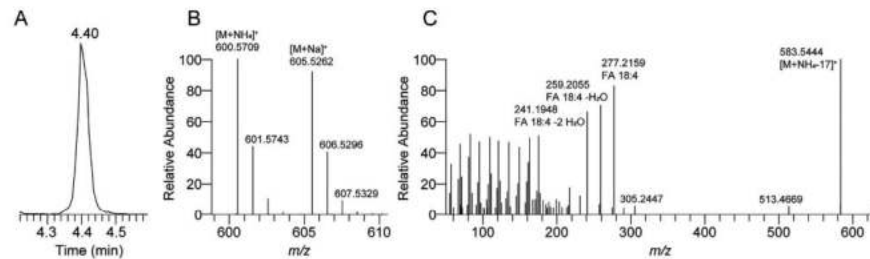 A
4.40
4.3 4.4 4.5
Time (min)
B
[M+NH₄]⁺
600.5709
[M+Na]⁺
605.5262
601.5743
606.5296
607.5329
100
80
60
40
20
0
Relative Abundance
600 605 610
m/z
C
583.5444
[M+NH₄-17]⁺
277.2159
FA 18:4
259.2055
FA 18:4 -H₂O
241.1948
FA 18:4 -2 H₂O
305.2447
513.4669
100
80
60
40
20
0
Relative Abundance
100 200 300 400 500 600
m/z